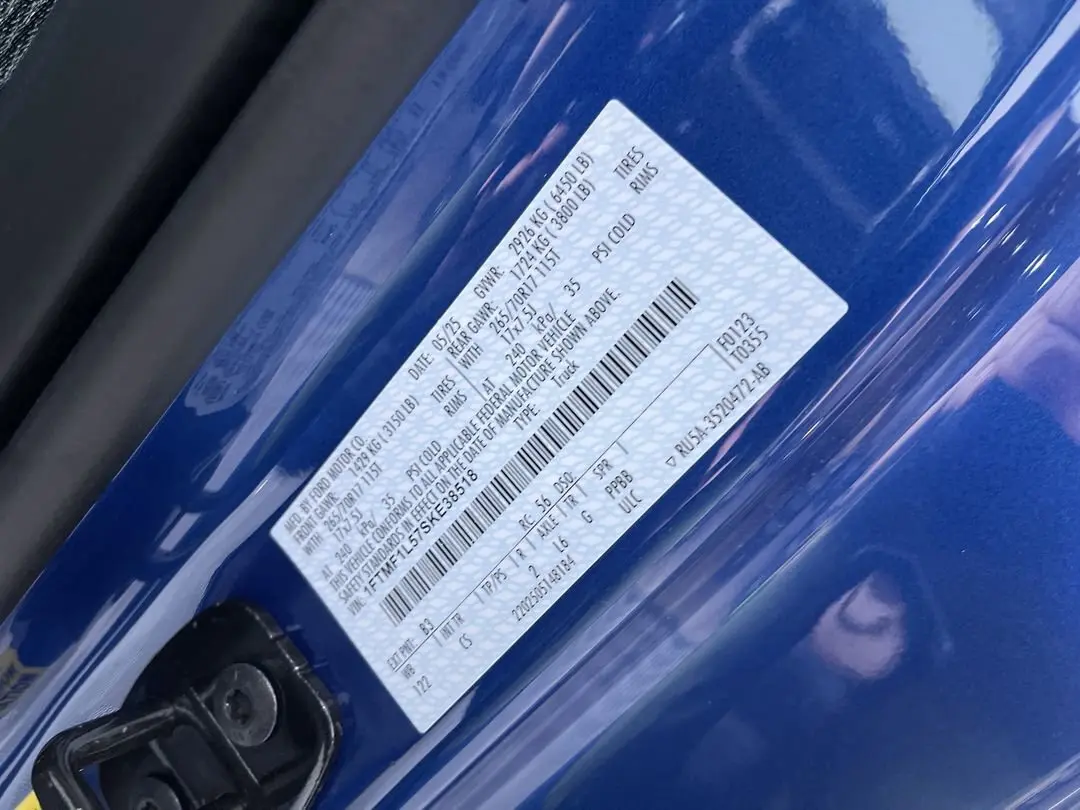 MFD. BY FORD MOTOR CO. DATE: 05/25 GVWR: 2926 KG ( 6450 LB)
FRONT GAWR: 1429 KG ( 3150 LB) REAR GAWR: 1724 KG ( 3800 LB)
WITH 265/70R17 115T TIRES WITH 265/70R17 115T TIRES
17x7.5J RIMS 17x7.5J RIMS
AT 240 kPa/ 35 PSI COLD AT 240 kPa/ 35 PSI COLD
THIS VEHICLE CONFORMS TO ALL APPLICABLE FEDERAL MOTOR VEHICLE
SAFETY STANDARDS IN EFFECT ON THE DATE OF MANUFACTURE SHOWN ABOVE.
VIN: 1FTMF1L57SKE38518 TYPE: Truck
F0123
T0355
EXT PNT: B3 RC: 56 DSO:
WB INT TR TP/PS R AXLE TR SPR
122 CS 2 L6 G PPBB
2202505148184 ULC
▽ RU5A-3520472-AB